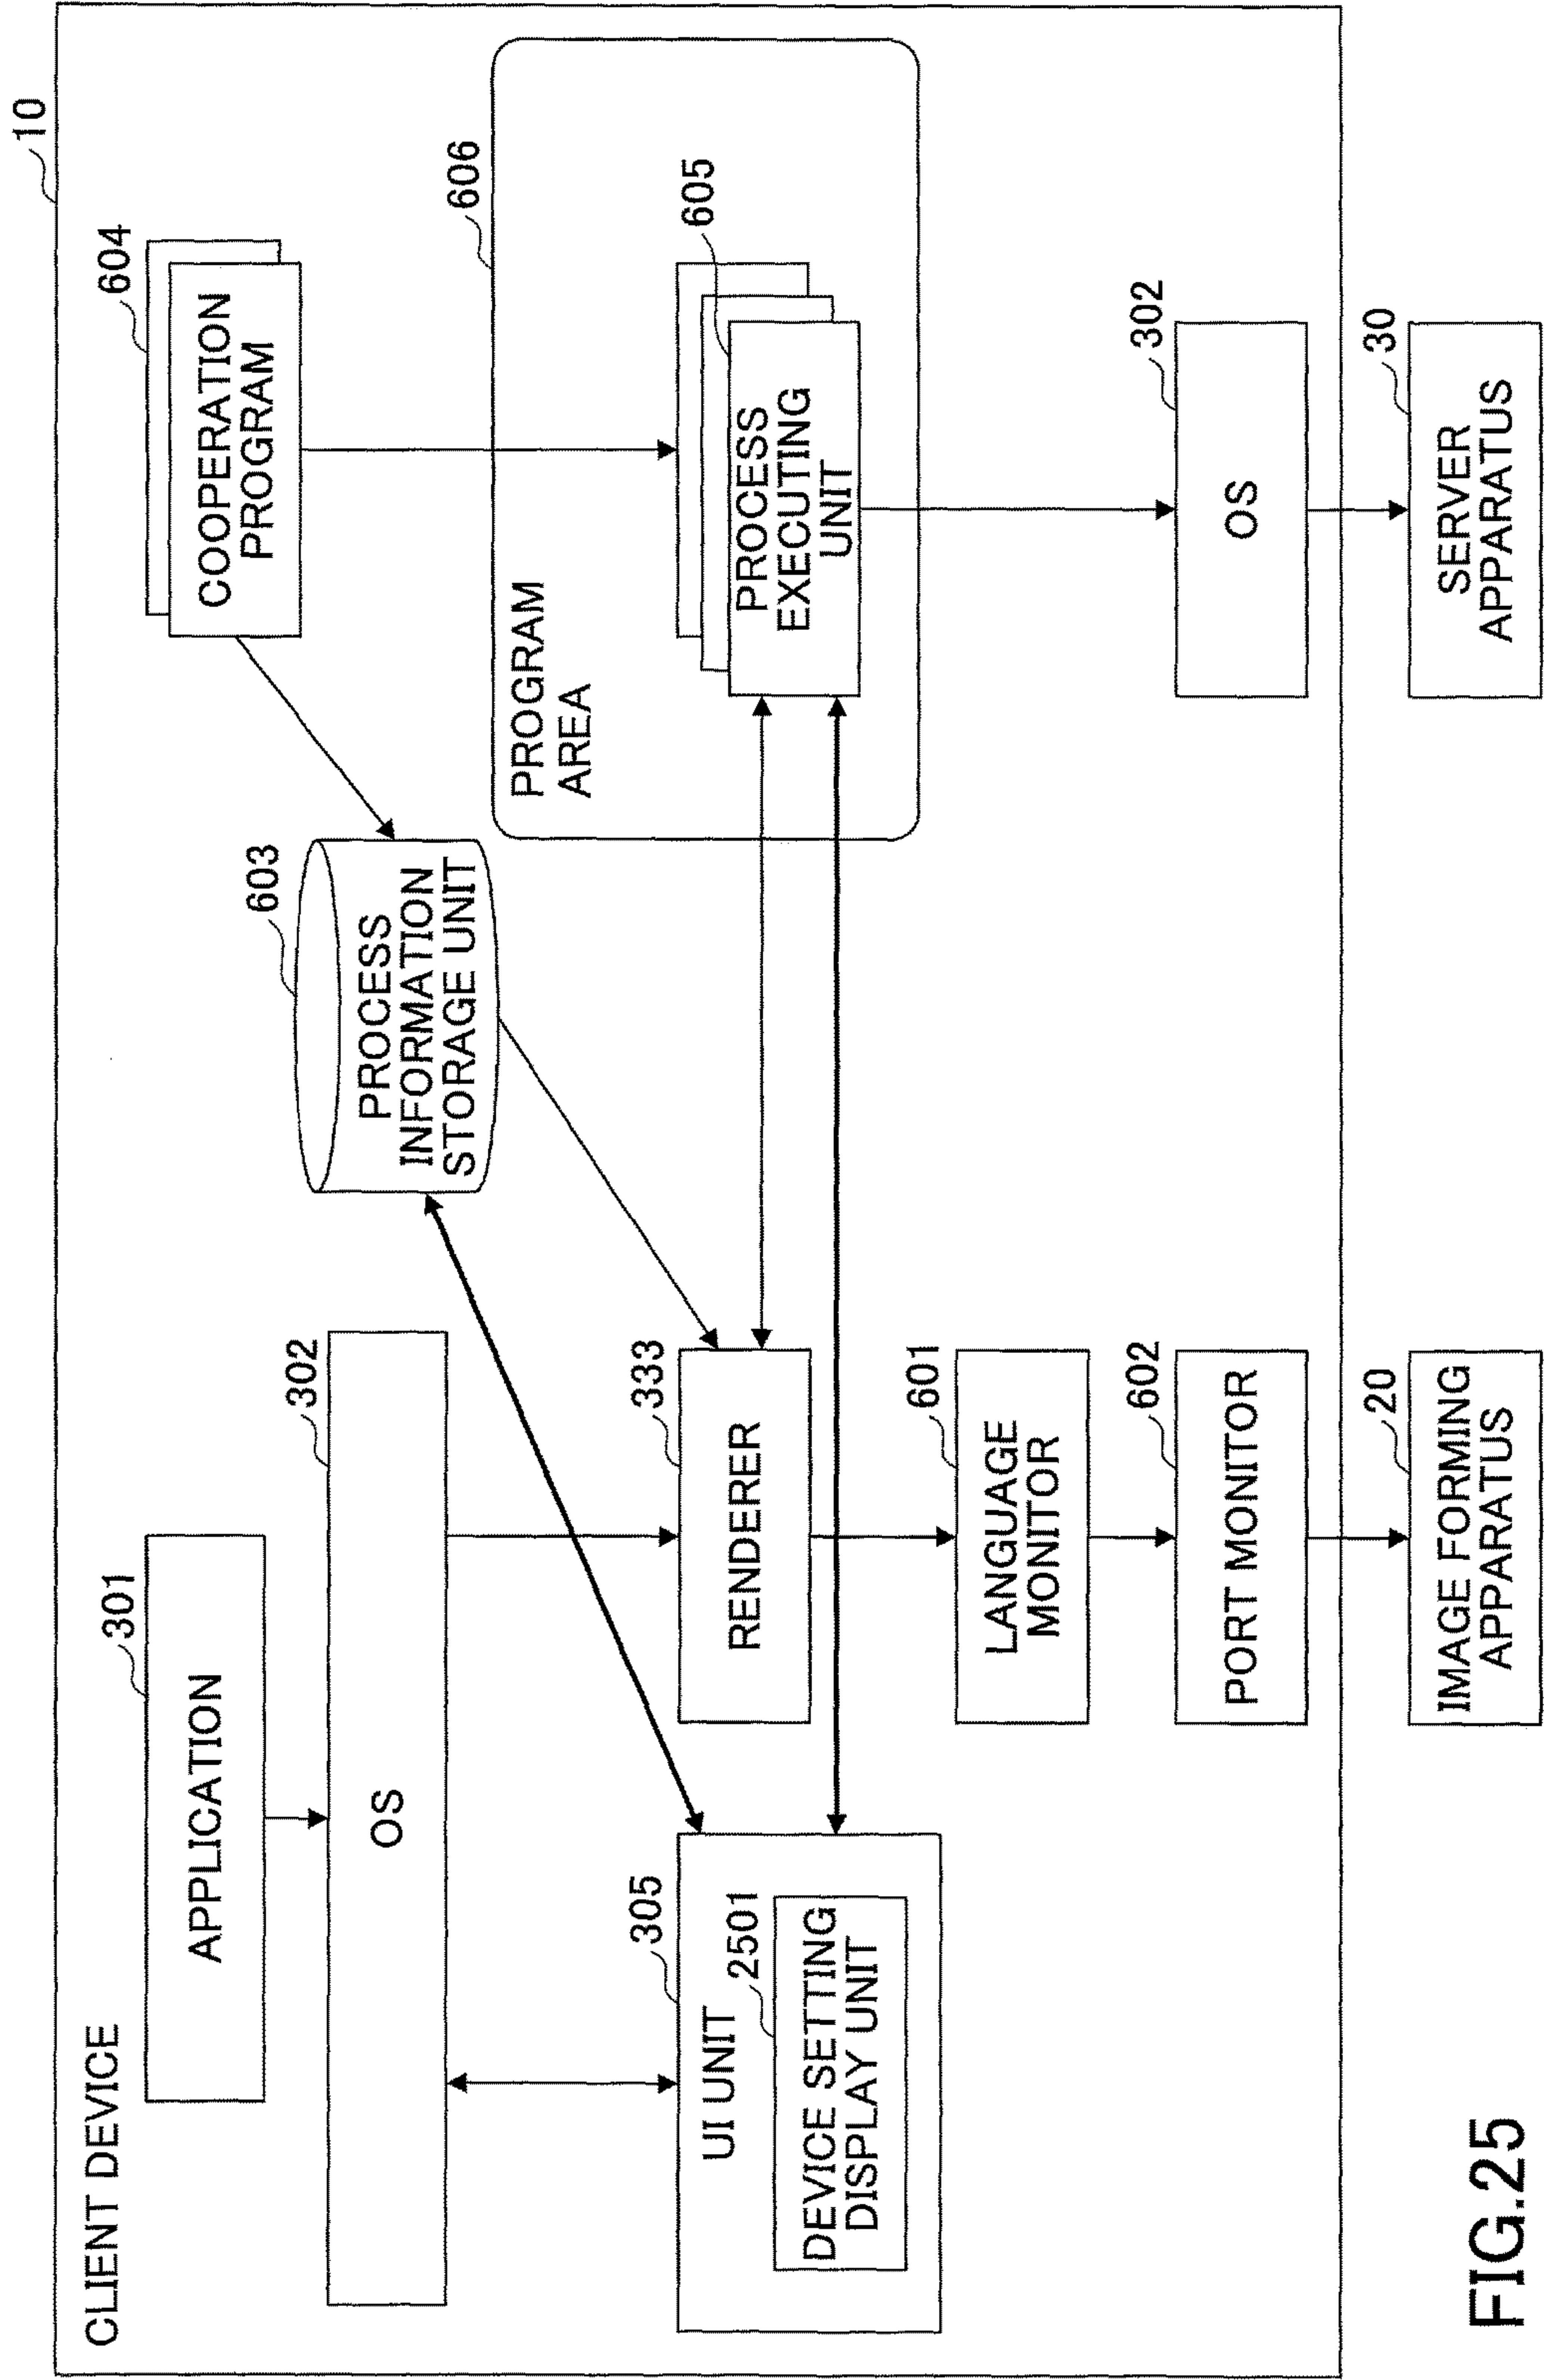 10
CLIENT DEVICE
301
APPLICATION
604
COOPERATION
PROGRAM
302
OS
603
PROCESS
INFORMATION
STORAGE UNIT
606
PROGRAM
AREA
305
UI UNIT
2501
DEVICE SETTING
DISPLAY UNIT
333
RENDERER
605
PROCESS
EXECUTING
UNIT
601
LANGUAGE
MONITOR
602
PORT MONITOR
302
OS
20
IMAGE FORMING
APPARATUS
30
SERVER
APPARATUS
FIG.25